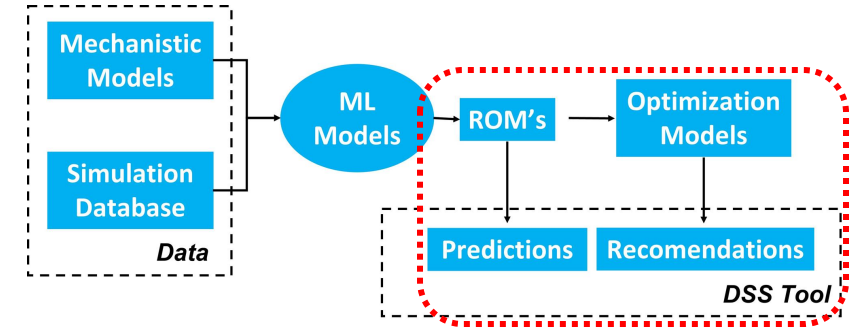 Mechanistic
Models
Simulation
Database
Data
ML
Models
ROM's
Optimization
Models
Predictions
Recomendations
DSS Tool